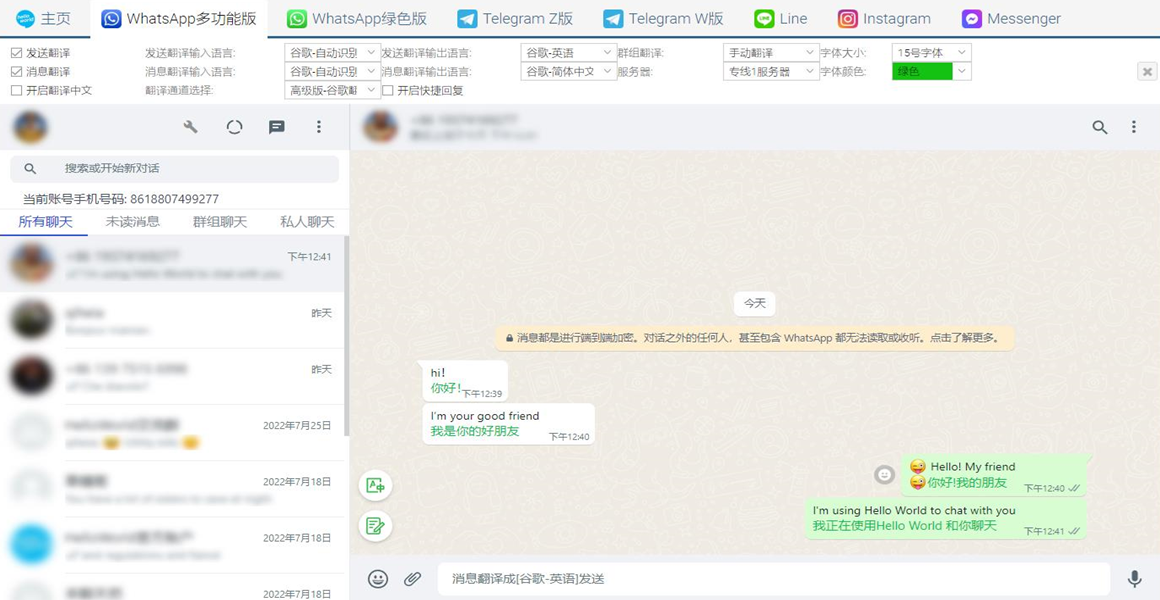 主页 WhatsApp多功能版 WhatsApp绿色版 Telegram Z版 Telegram W版 Line Instagram Messenger
发送翻译 发送翻译输入语言: 谷歌-自动识别 发送翻译输出语言: 谷歌-英语 群组翻译: 手动翻译 字体大小: 15号字体
消息翻译 消息翻译输入语言: 谷歌-自动识别 消息翻译输出语言: 谷歌-简体中文 服务器: 专线1服务器 字体颜色: 绿色
开启翻译中文 翻译通道选择: 高级版-谷歌翻 开启快捷回复
搜索或开始新对话
当前账号手机号码: 8618807499277
所有聊天 未读消息 群组聊天 私人聊天
下午12:41
昨天
昨天
2022年7月25日
2022年7月18日
2022年7月18日
2022年7月18日
今天
消息都是进行端到端加密。对话之外的任何人，甚至包含 WhatsApp 都无法读取或收听。点击了解更多。
hi!
你好! 下午12:39
I'm your good friend
我是你的好朋友 下午12:40
😜 Hello! My friend
😜你好!我的朋友 下午12:40
I'm using Hello World to chat with you
我正在使用Hello World 和你聊天 下午12:41
消息翻译成[谷歌-英语]发送